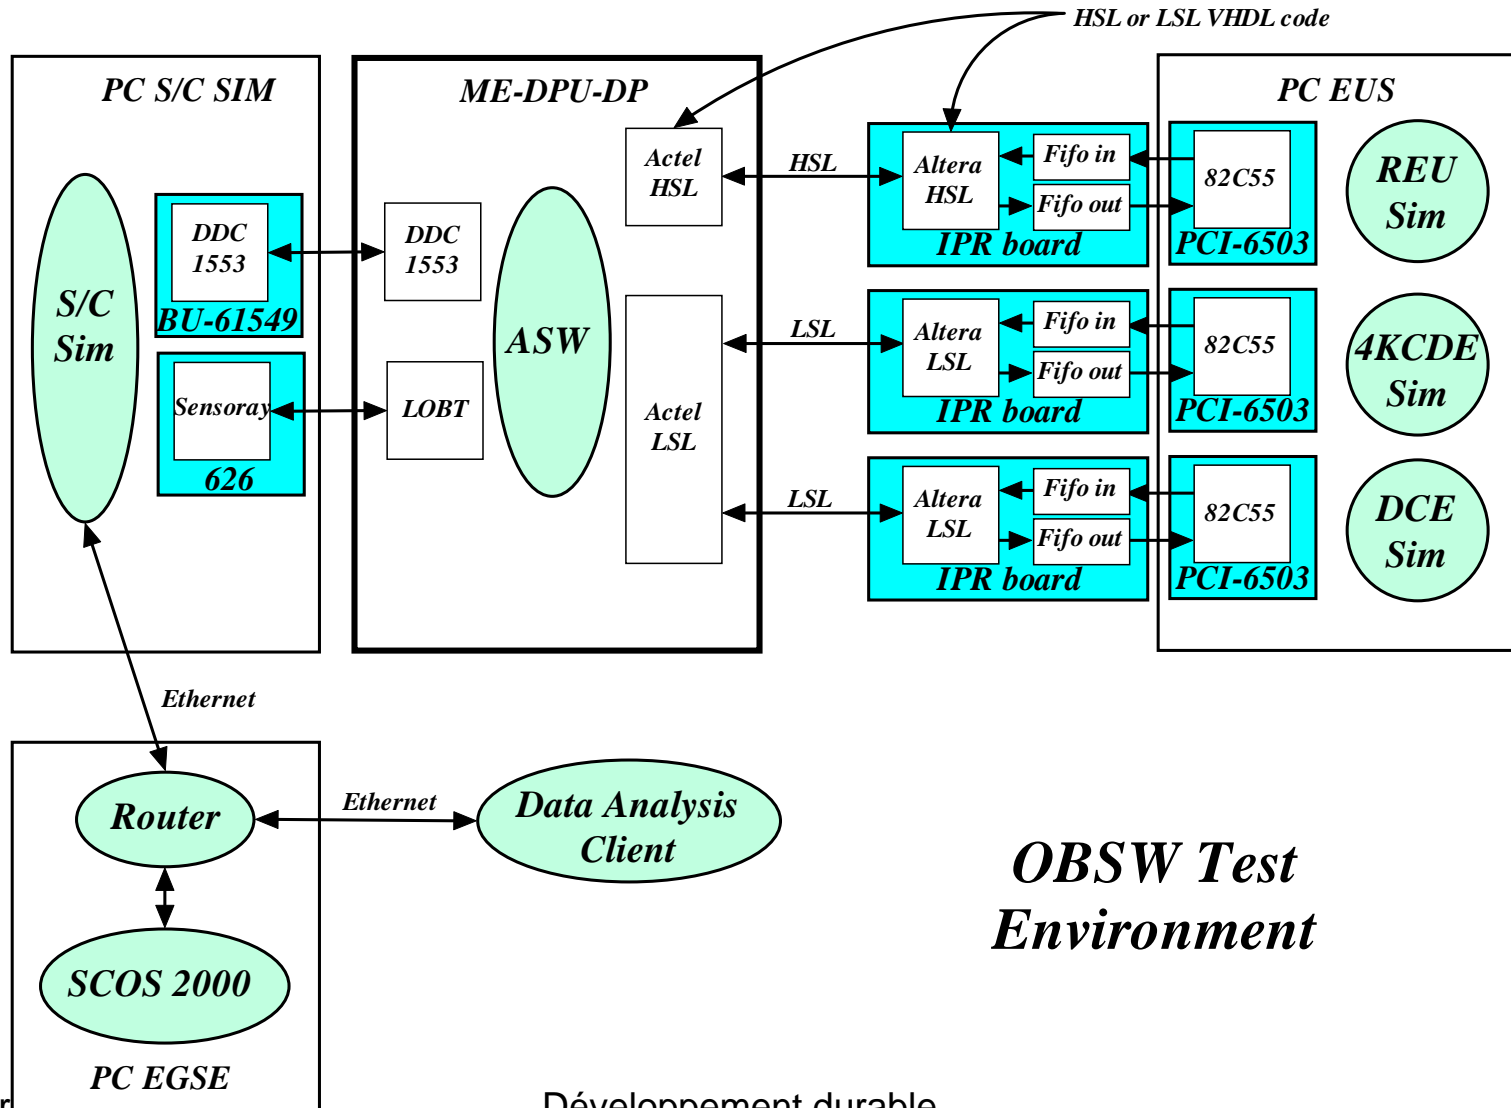 HSL or LSL VHDL code
PC S/C SIM
ME-DPU-DP
PC EUS
S/C
Sim
DDC
1553
BU-61549
Sensoray
626
DDC
1553
LOBT
ASW
Actel
HSL
Actel
LSL
HSL
LSL
LSL
Altera
HSL
Fifo in
Fifo out
IPR board
82C55
PCI-6503
REU
Sim
Altera
LSL
Fifo in
Fifo out
IPR board
82C55
PCI-6503
4KCDE
Sim
Altera
LSL
Fifo in
Fifo out
IPR board
82C55
PCI-6503
DCE
Sim
Ethernet
Router
Ethernet
Data Analysis
Client
SCOS 2000
PC EGSE
OBSW Test
Environment
Développement durable